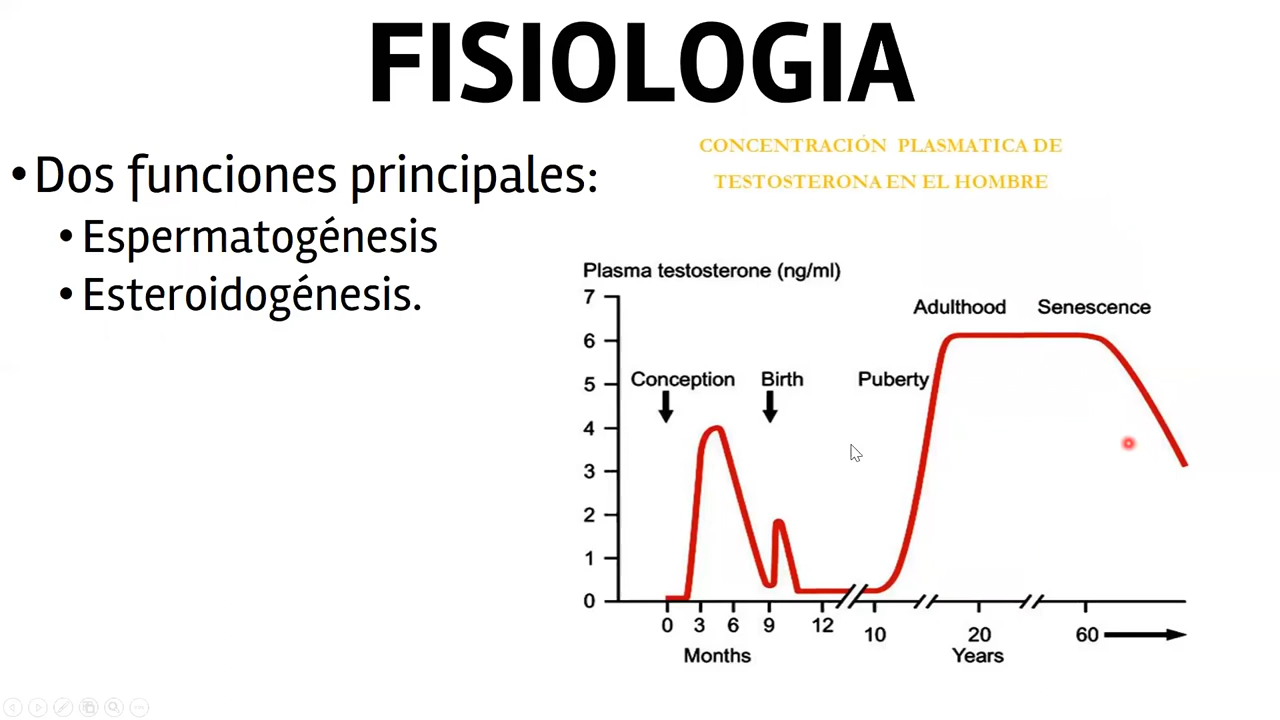 FISIOLOGIA
•Dos funciones principales:
•Espermatogénesis
•Esteroidogénesis.
CONCENTRACIÓN PLASMATICA DE
TESTOSTERONA EN EL HOMBRE
Plasma testosterone (ng/ml)
7
6
5
4
3
2
1
0
Conception
Birth
Puberty
Adulthood
Senescence
0 3 6 9 12 10 20 60
Months
Years